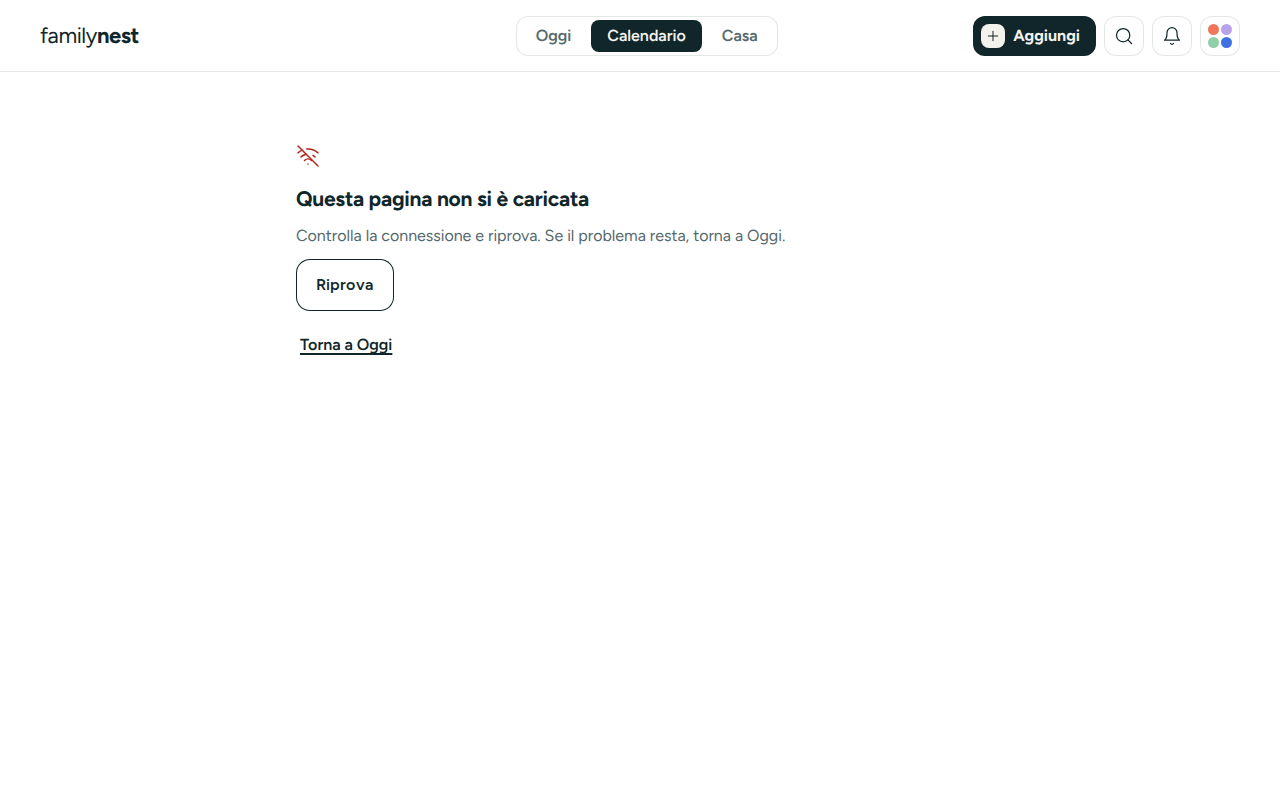 familynest
Oggi
Calendario
Casa
Aggiungi
Questa pagina non si è caricata
Controlla la connessione e riprova. Se il problema resta, torna a Oggi.
Riprova
Torna a Oggi